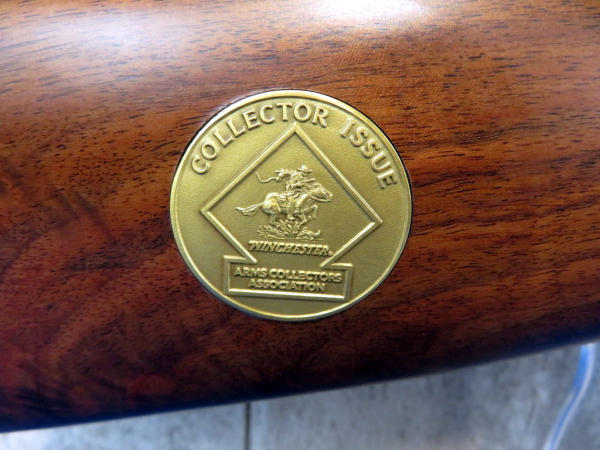 COLLECTOR ISSUE
WINCHESTER®
ARMS COLLECTORS
ASSOCIATION